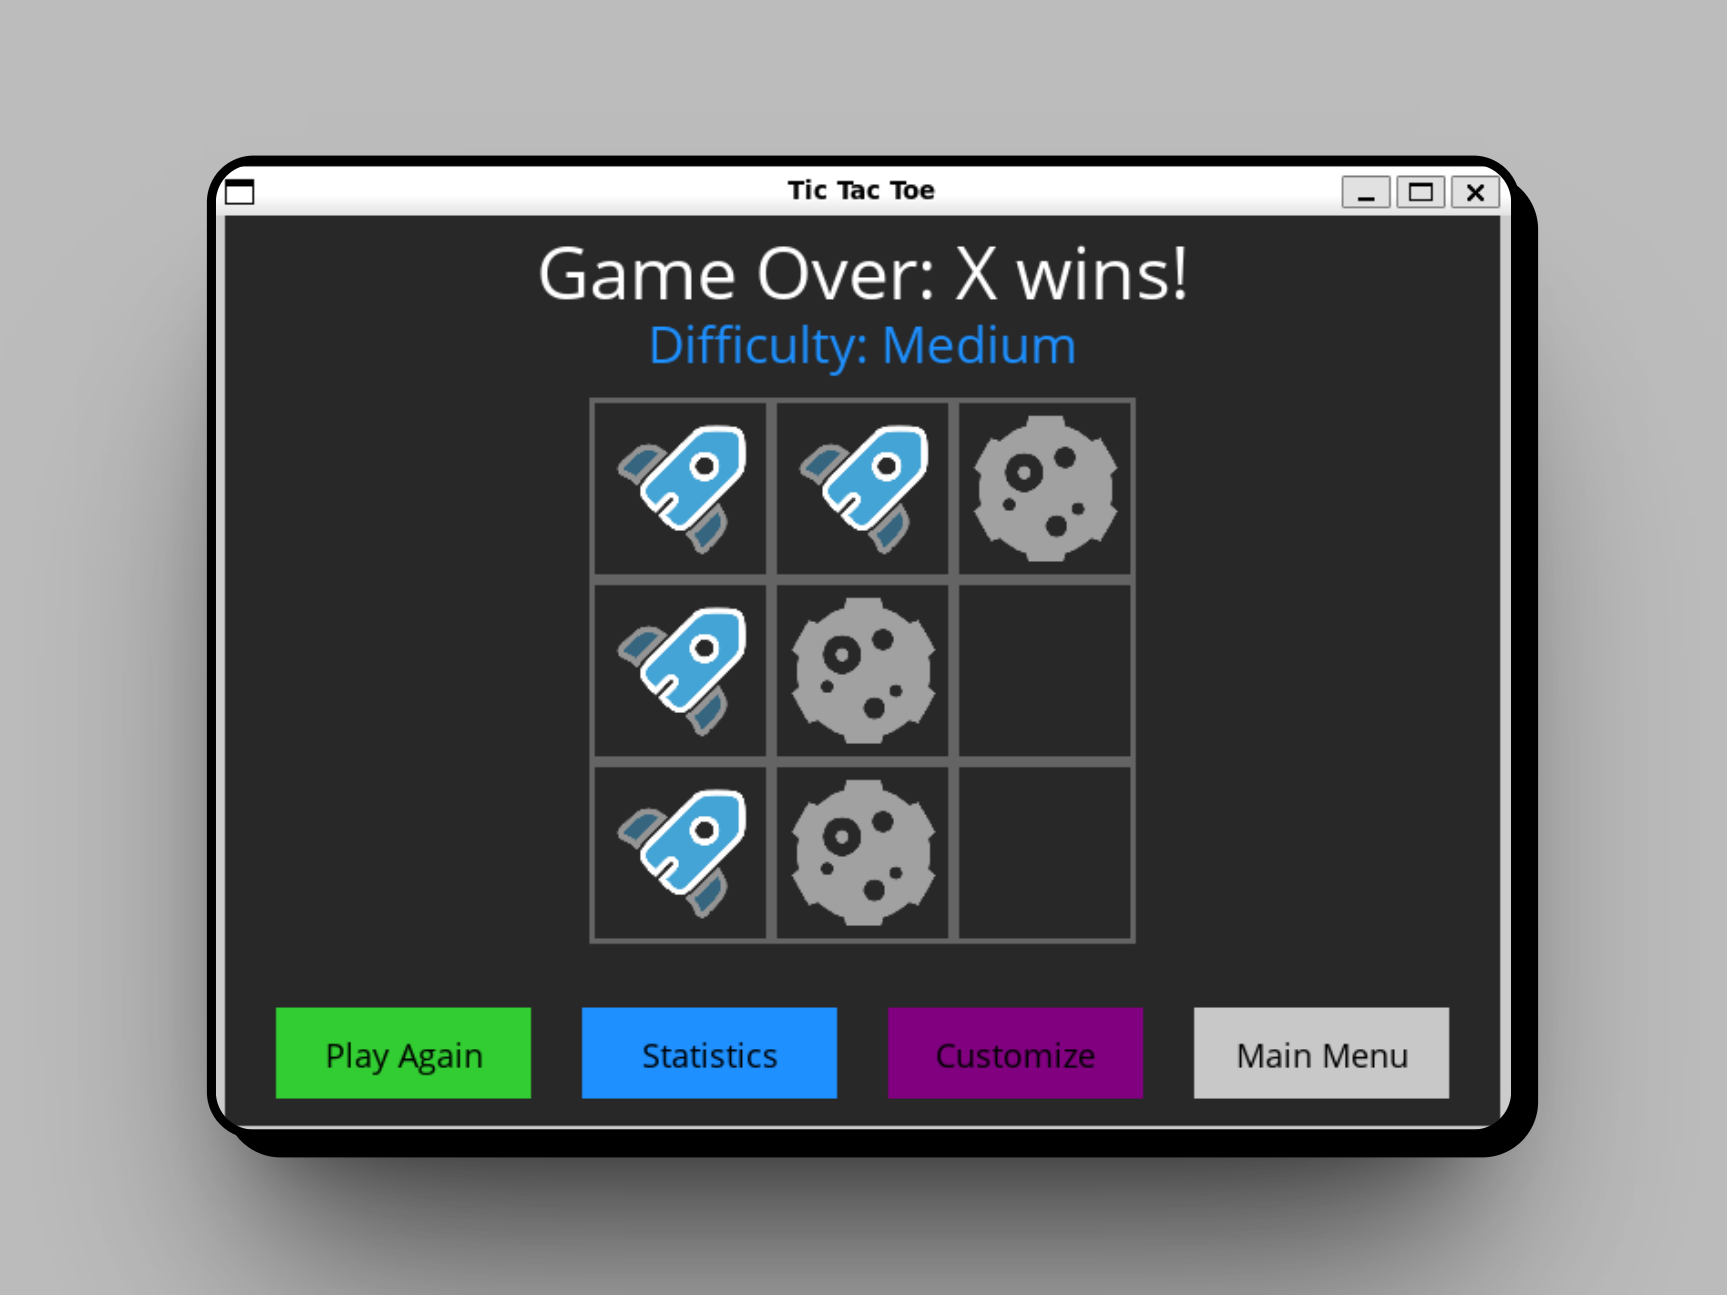 Tic Tac Toe
Game Over: X wins!
Difficulty: Medium
Play Again
Statistics
Customize
Main Menu